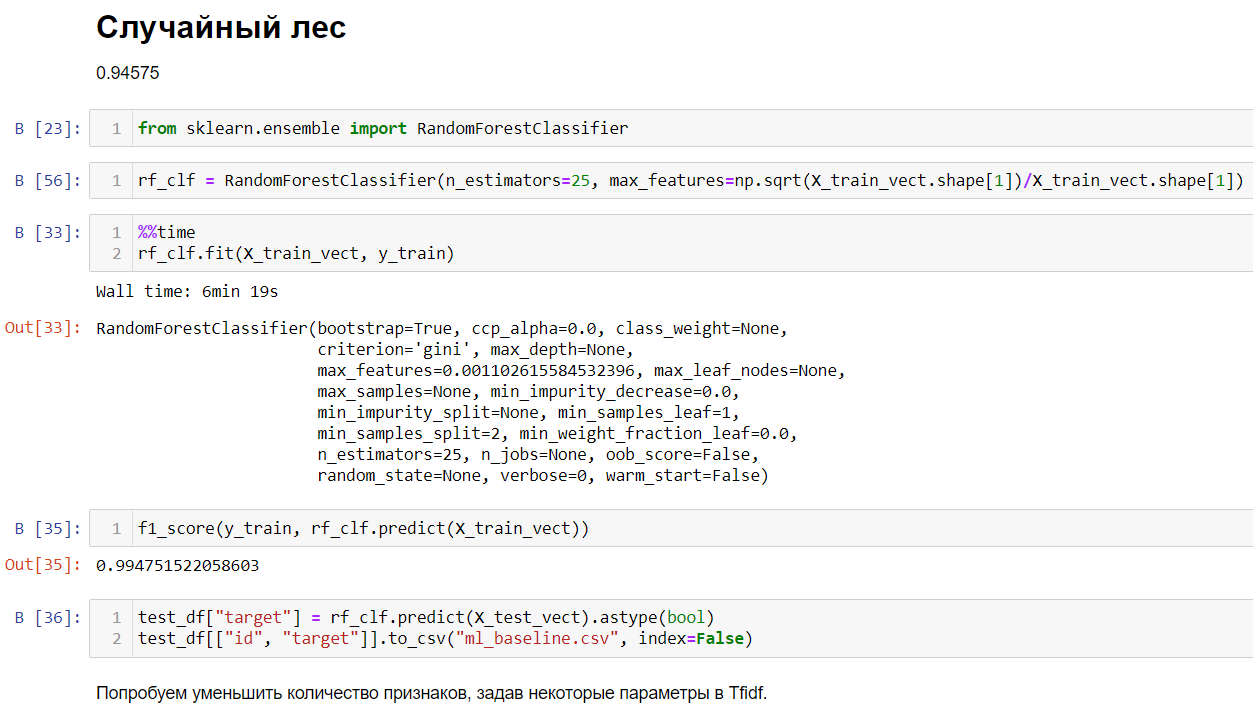 Случайный лес
0.94575
В [23]: 1 from sklearn.ensemble import RandomForestClassifier
В [56]: 1 rf_clf = RandomForestClassifier(n_estimators=25, max_features=np.sqrt(X_train_vect.shape[1])/X_train_vect.shape[1])
В [33]: 1 %%time
2 rf_clf.fit(X_train_vect, y_train)
Wall time: 6min 19s
Out[33]: RandomForestClassifier(bootstrap=True, ccp_alpha=0.0, class_weight=None,
criterion='gini', max_depth=None,
max_features=0.001102615584532396, max_leaf_nodes=None,
max_samples=None, min_impurity_decrease=0.0,
min_impurity_split=None, min_samples_leaf=1,
min_samples_split=2, min_weight_fraction_leaf=0.0,
n_estimators=25, n_jobs=None, oob_score=False,
random_state=None, verbose=0, warm_start=False)
В [35]: 1 f1_score(y_train, rf_clf.predict(X_train_vect))
Out[35]: 0.994751522058603
В [36]: 1 test_df["target"] = rf_clf.predict(X_test_vect).astype(bool)
2 test_df[["id", "target"]].to_csv("ml_baseline.csv", index=False)
Попробуем уменьшить количество признаков, задав некоторые параметры в Tfidf.